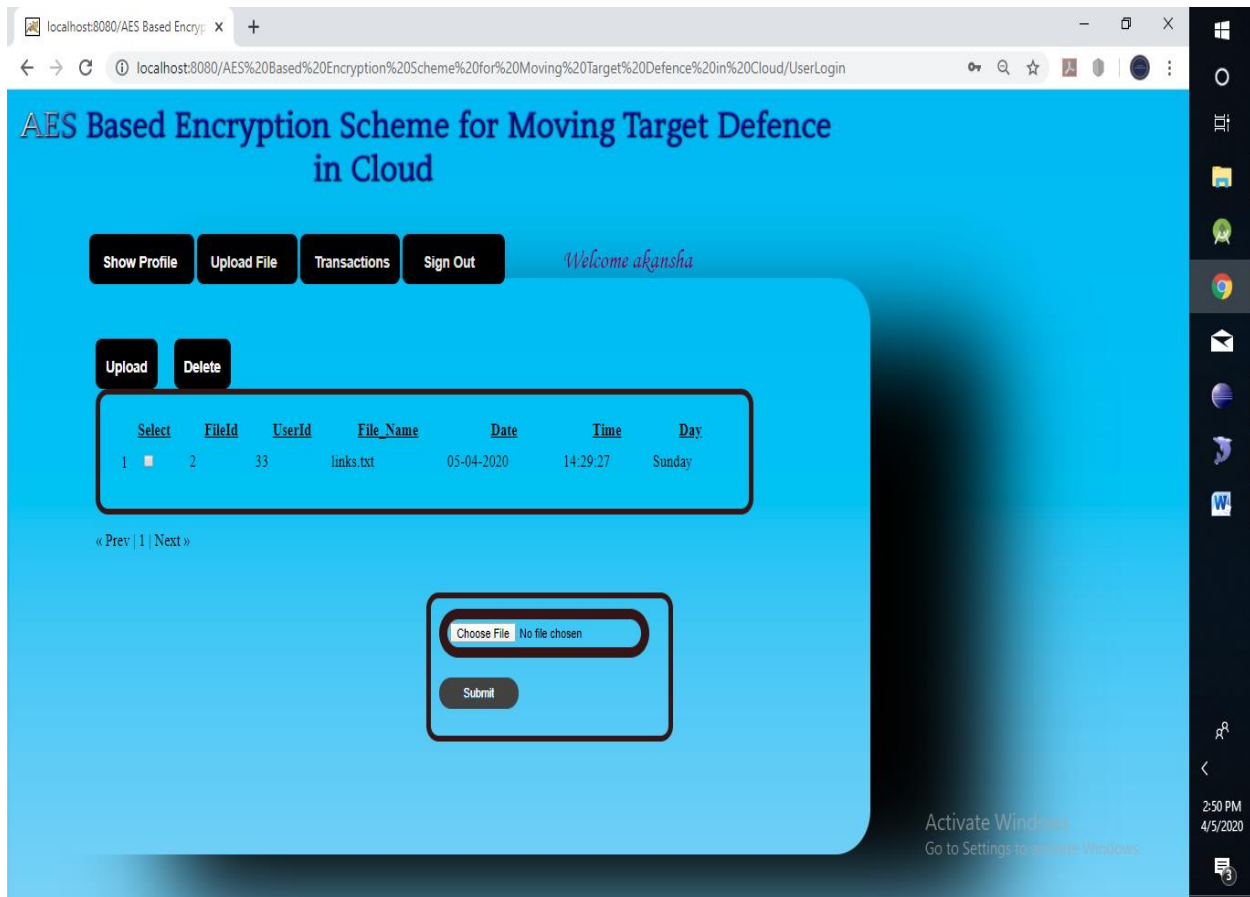 localhost:8080/AES Based Encryp
localhost:8080/AES%20Based%20Encryption%20Scheme%20for%20Moving%20Target%20Defence%20in%20Cloud/UserLogin
AES Based Encryption Scheme for Moving Target Defence
in Cloud
Show Profile Upload File Transactions Sign Out Welcome akansha
Upload Delete
Select FileId UserId File_Name Date Time Day
1 2 33 links.txt 05-04-2020 14:29:27 Sunday
« Prev | 1 | Next »
Choose File No file chosen
Submit
Activate Windows
Go to Settings to activate Windows.
2:50 PM
4/5/2020
3